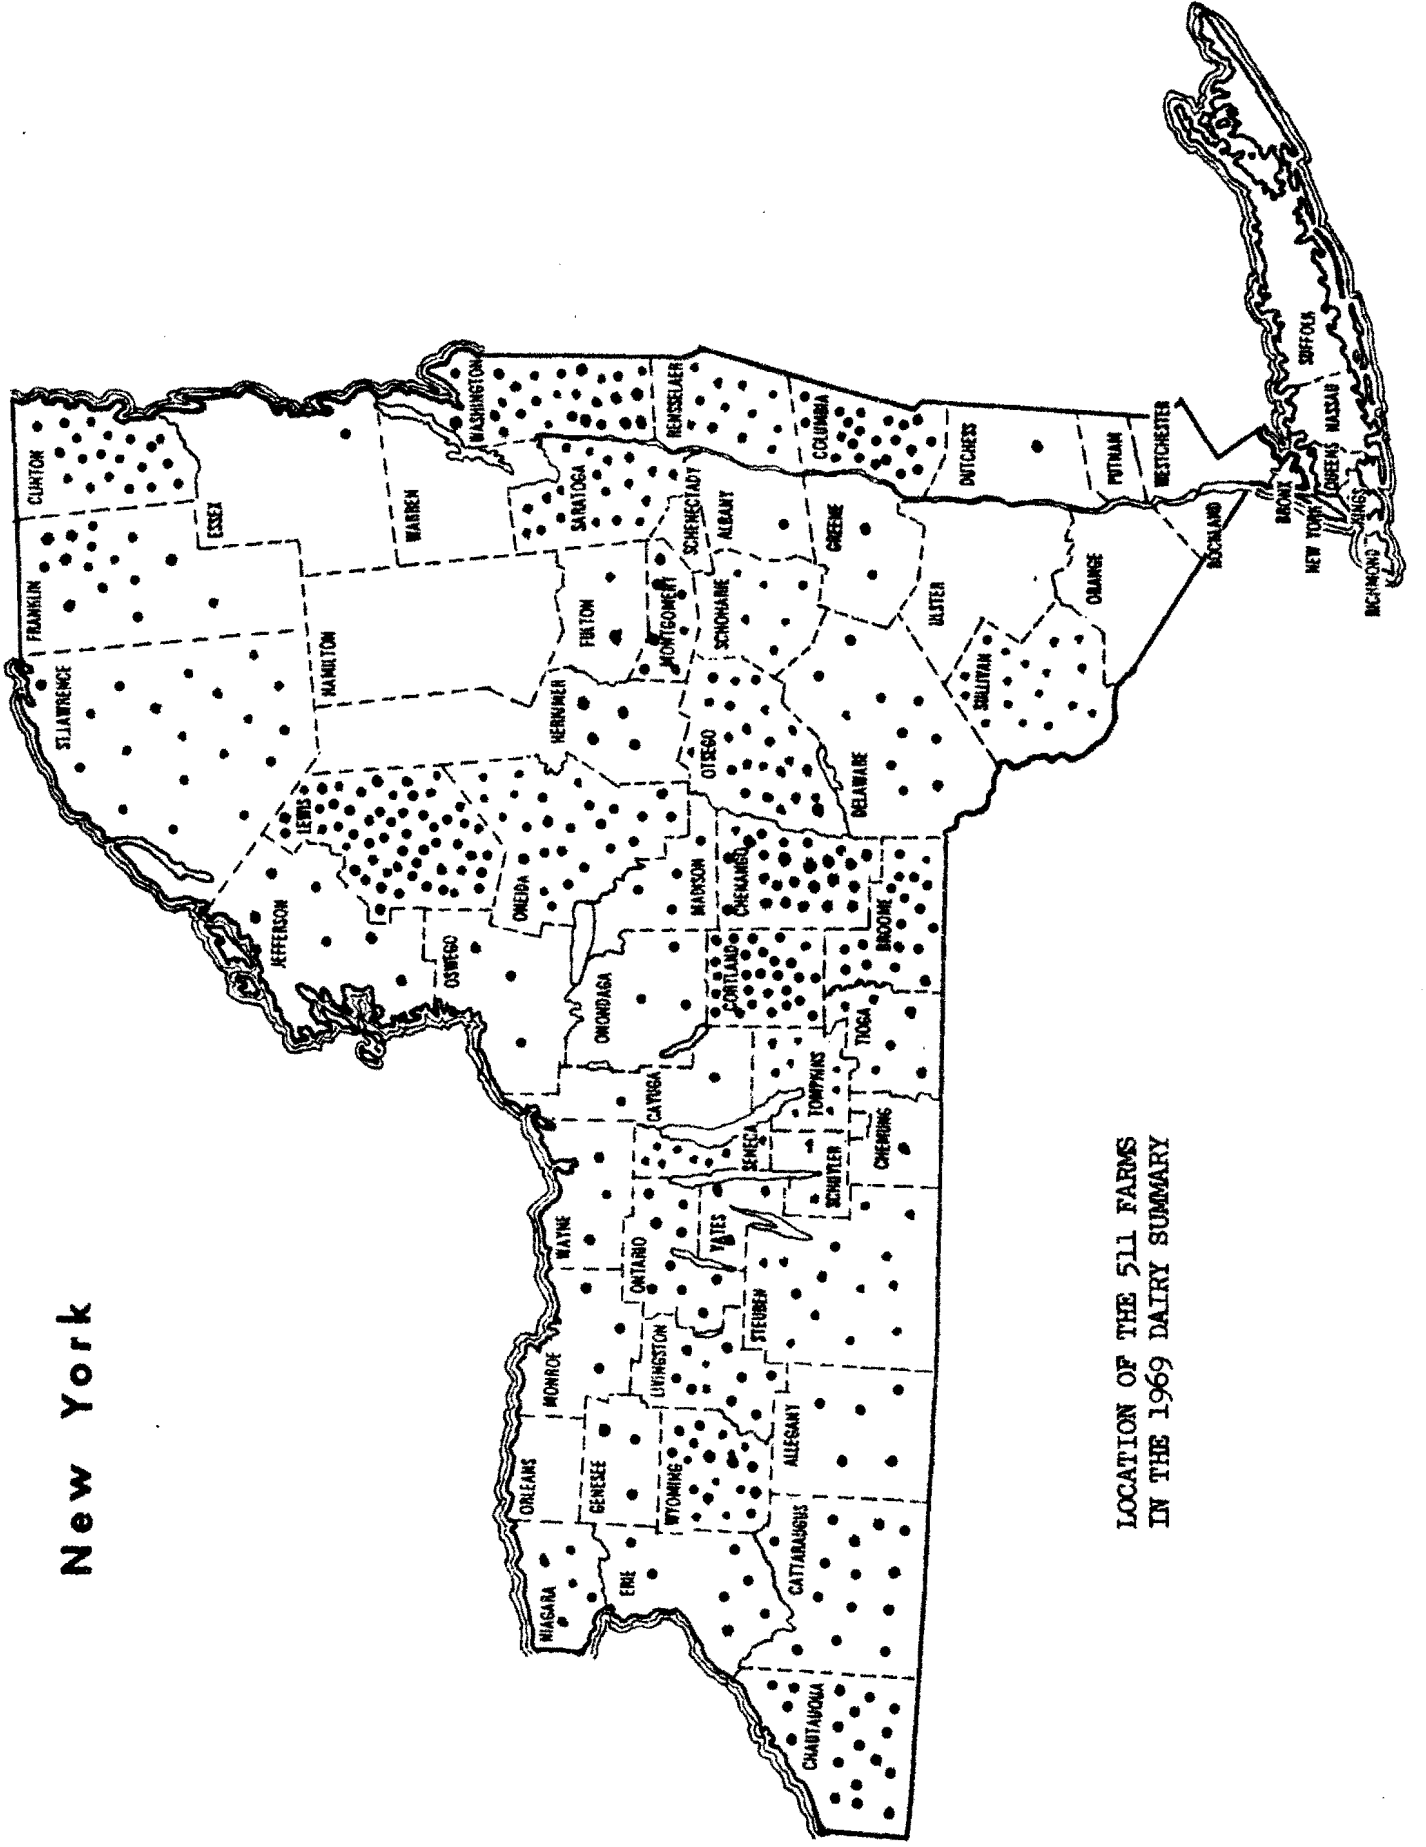 New York
CLINTON
FRANKLIN
ST.LAWRENCE
ESSEX
HAMILTON
WARREN
WASHINGTON
LEWIS
JEFFERSON
OSWEGO
ONEIDA
HERKIMER
FULTON
SARATOGA
MONTGOMERY
SCHENECTADY
RENSSELAER
ALBANY
SCHOHARIE
OTSEGO
MADISON
CHENANGO
ONONDAGA
CORTLAND
CAYUGA
WAYNE
SENECA
ONTARIO
YATES
MONROE
LIVINGSTON
ORLEANS
GENESEE
WYOMING
NIAGARA
ERIE
CHAUTAUQUA
CATTARAUGUS
ALLEGANY
STEUBEN
SCHUYLER
CHEMUNG
TOMPKINS
TIOGA
BROOME
DELAWARE
GREENE
COLUMBIA
ULSTER
DUTCHESS
SULLIVAN
ORANGE
PUTNAM
WESTCHESTER
ROCKLAND
BRONX
NEW YORK
QUEENS
KINGS
RICHMOND
NASSAU
SUFFOLK
LOCATION OF THE 511 FARMS
IN THE 1969 DAIRY SUMMARY